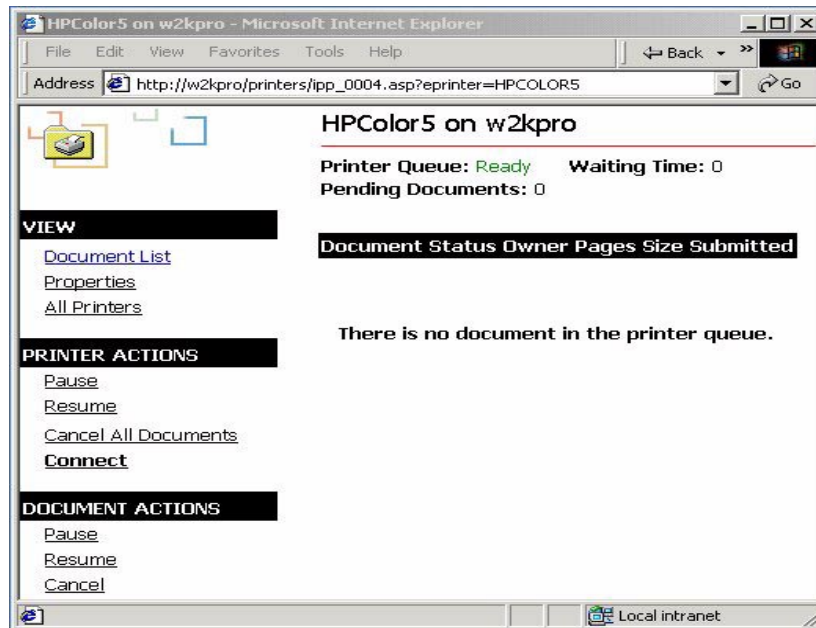 HPColor5 on w2kpro - Microsoft Internet Explorer
File Edit View Favorites Tools Help
Back »
Address http://w2kpro/printers/ipp_0004.asp?eprinter=HPCOLOR5 Go
HPColor5 on w2kpro
Printer Queue: Ready Waiting Time: 0
Pending Documents: 0
VIEW
Document List
Properties
All Printers
Document Status Owner Pages Size Submitted
There is no document in the printer queue.
PRINTER ACTIONS
Pause
Resume
Cancel All Documents
Connect
DOCUMENT ACTIONS
Pause
Resume
Cancel
Local intranet